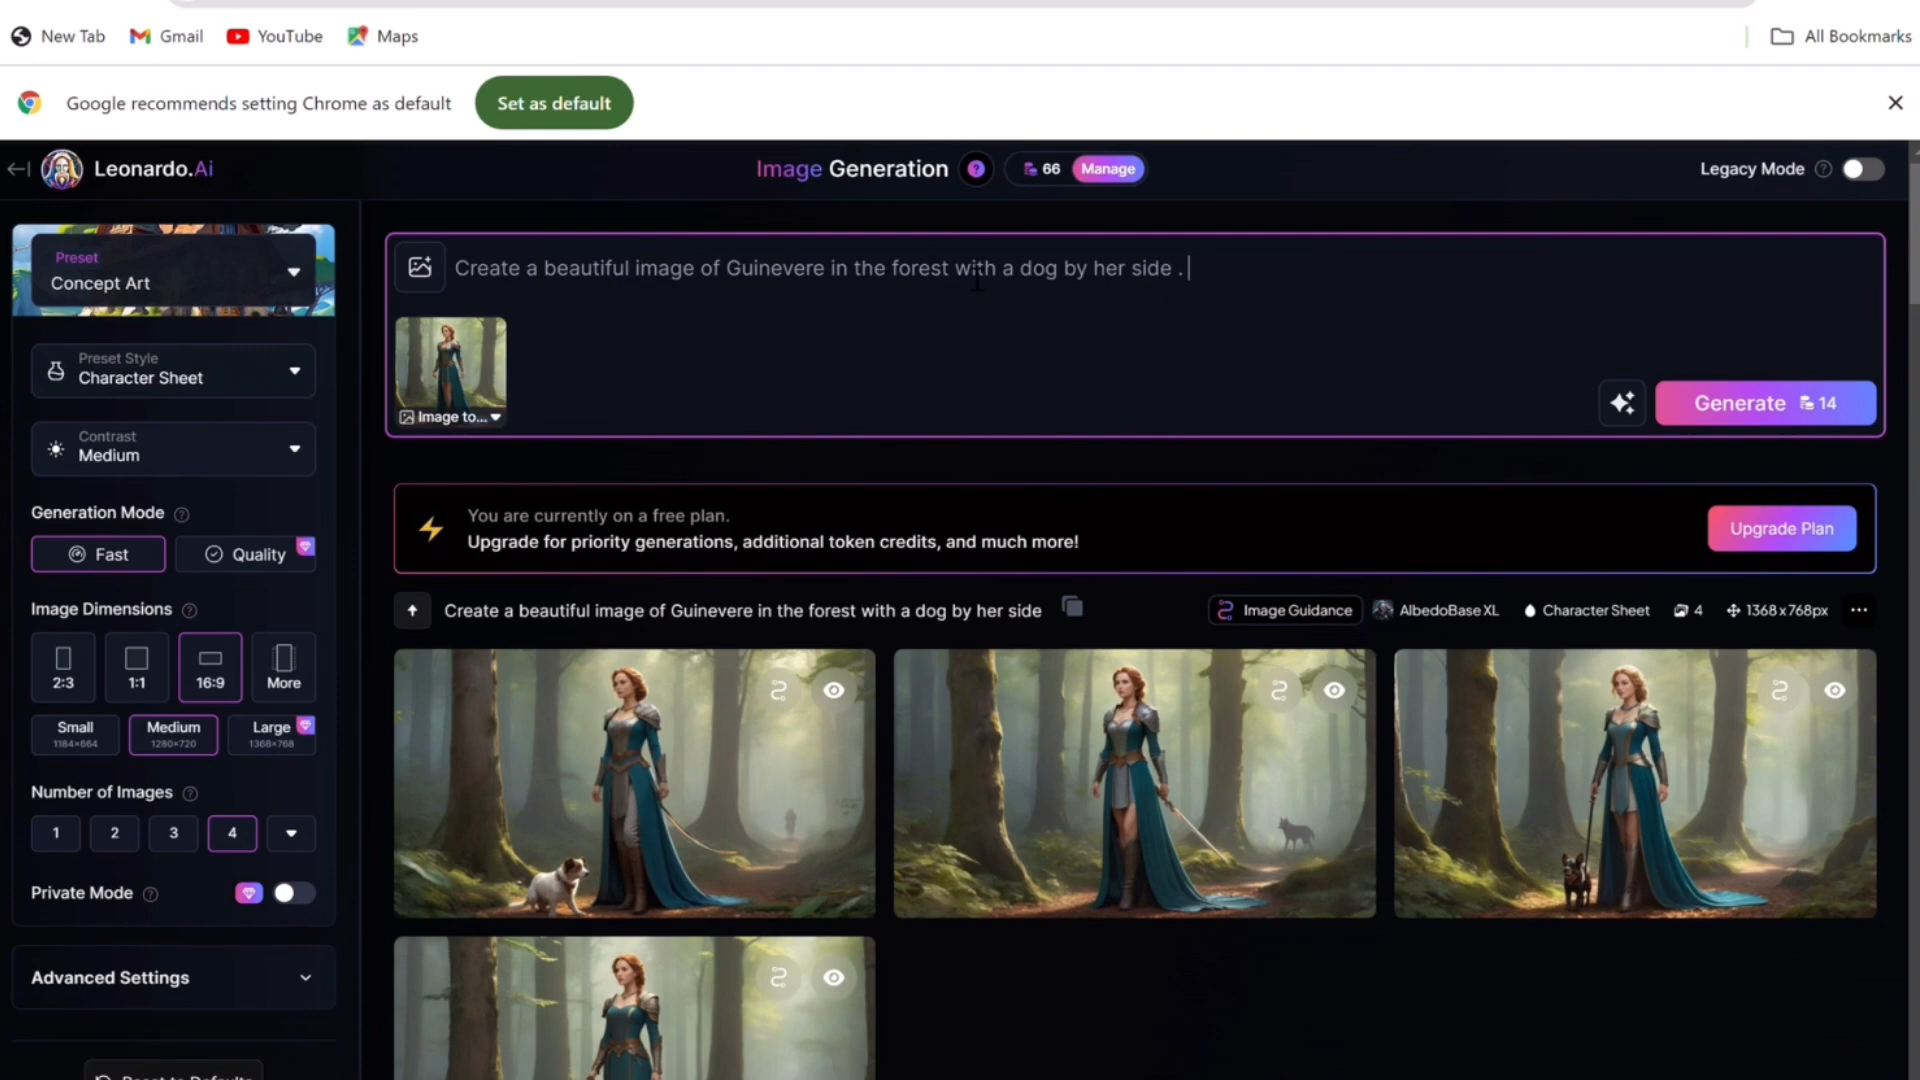 New Tab
Gmail
YouTube
Maps
All Bookmarks
Google recommends setting Chrome as default
Set as default
Leonardo.Ai
Image Generation
66
Manage
Legacy Mode
Preset
Concept Art
Create a beautiful image of Guinevere in the forest with a dog by her side .
Preset Style
Character Sheet
Image to...
Generate 14
Contrast
Medium
Generation Mode
Fast
Quality
You are currently on a free plan.
Upgrade for priority generations, additional token credits, and much more!
Upgrade Plan
Image Dimensions
2:3
1:1
16:9
More
Small
1184×664
Medium
1280×720
Large
1368×768
Create a beautiful image of Guinevere in the forest with a dog by her side
Image Guidance
AlbedoBase XL
Character Sheet
4
1368x768px
Number of Images
1
2
3
4
Private Mode
Advanced Settings
Reset to Defaults